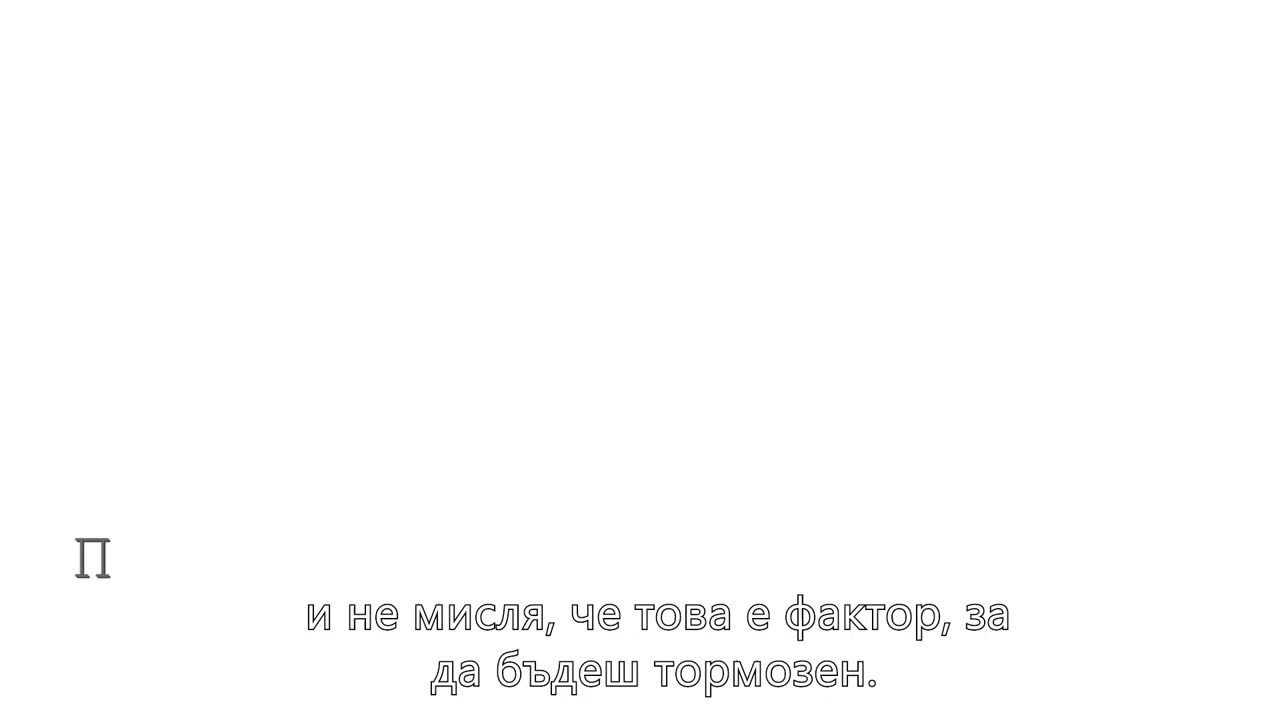 П
и не мисля, че това е фактор, за
да бъдеш тормозен.